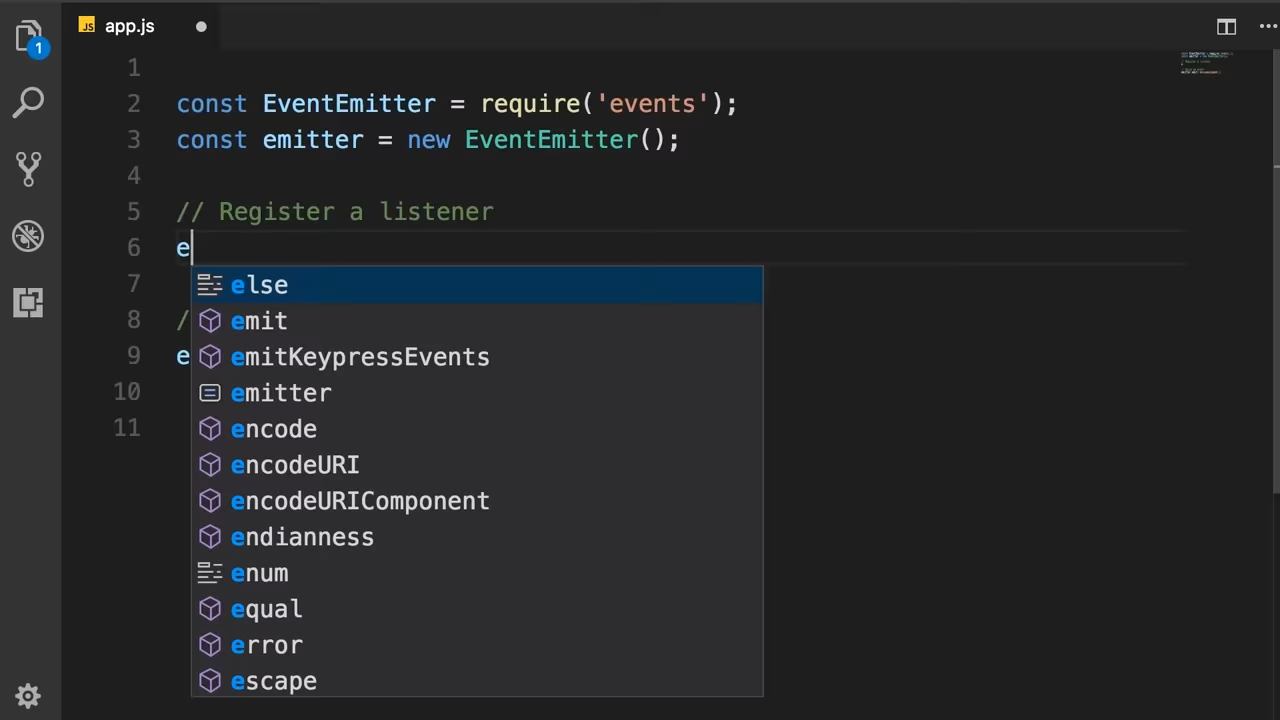 1
app.js
1
2 const EventEmitter = require('events');
3 const emitter = new EventEmitter();
4
5 // Register a listener
6 e
7 else
8 / emit
9 e emitKeypressEvents
10 emitter
11 encode
encodeURI
encodeURIComponent
endianness
enum
equal
error
escape